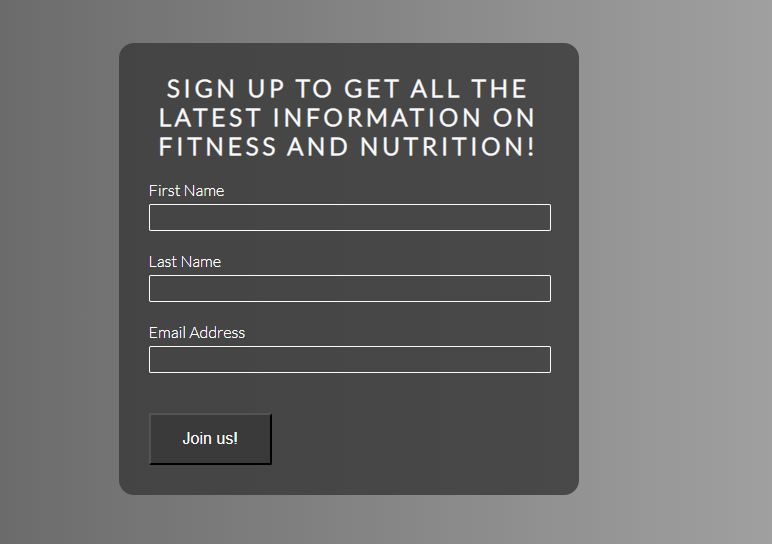 SIGN UP TO GET ALL THE
LATEST INFORMATION ON
FITNESS AND NUTRITION!
First Name
Last Name
Email Address
Join us!